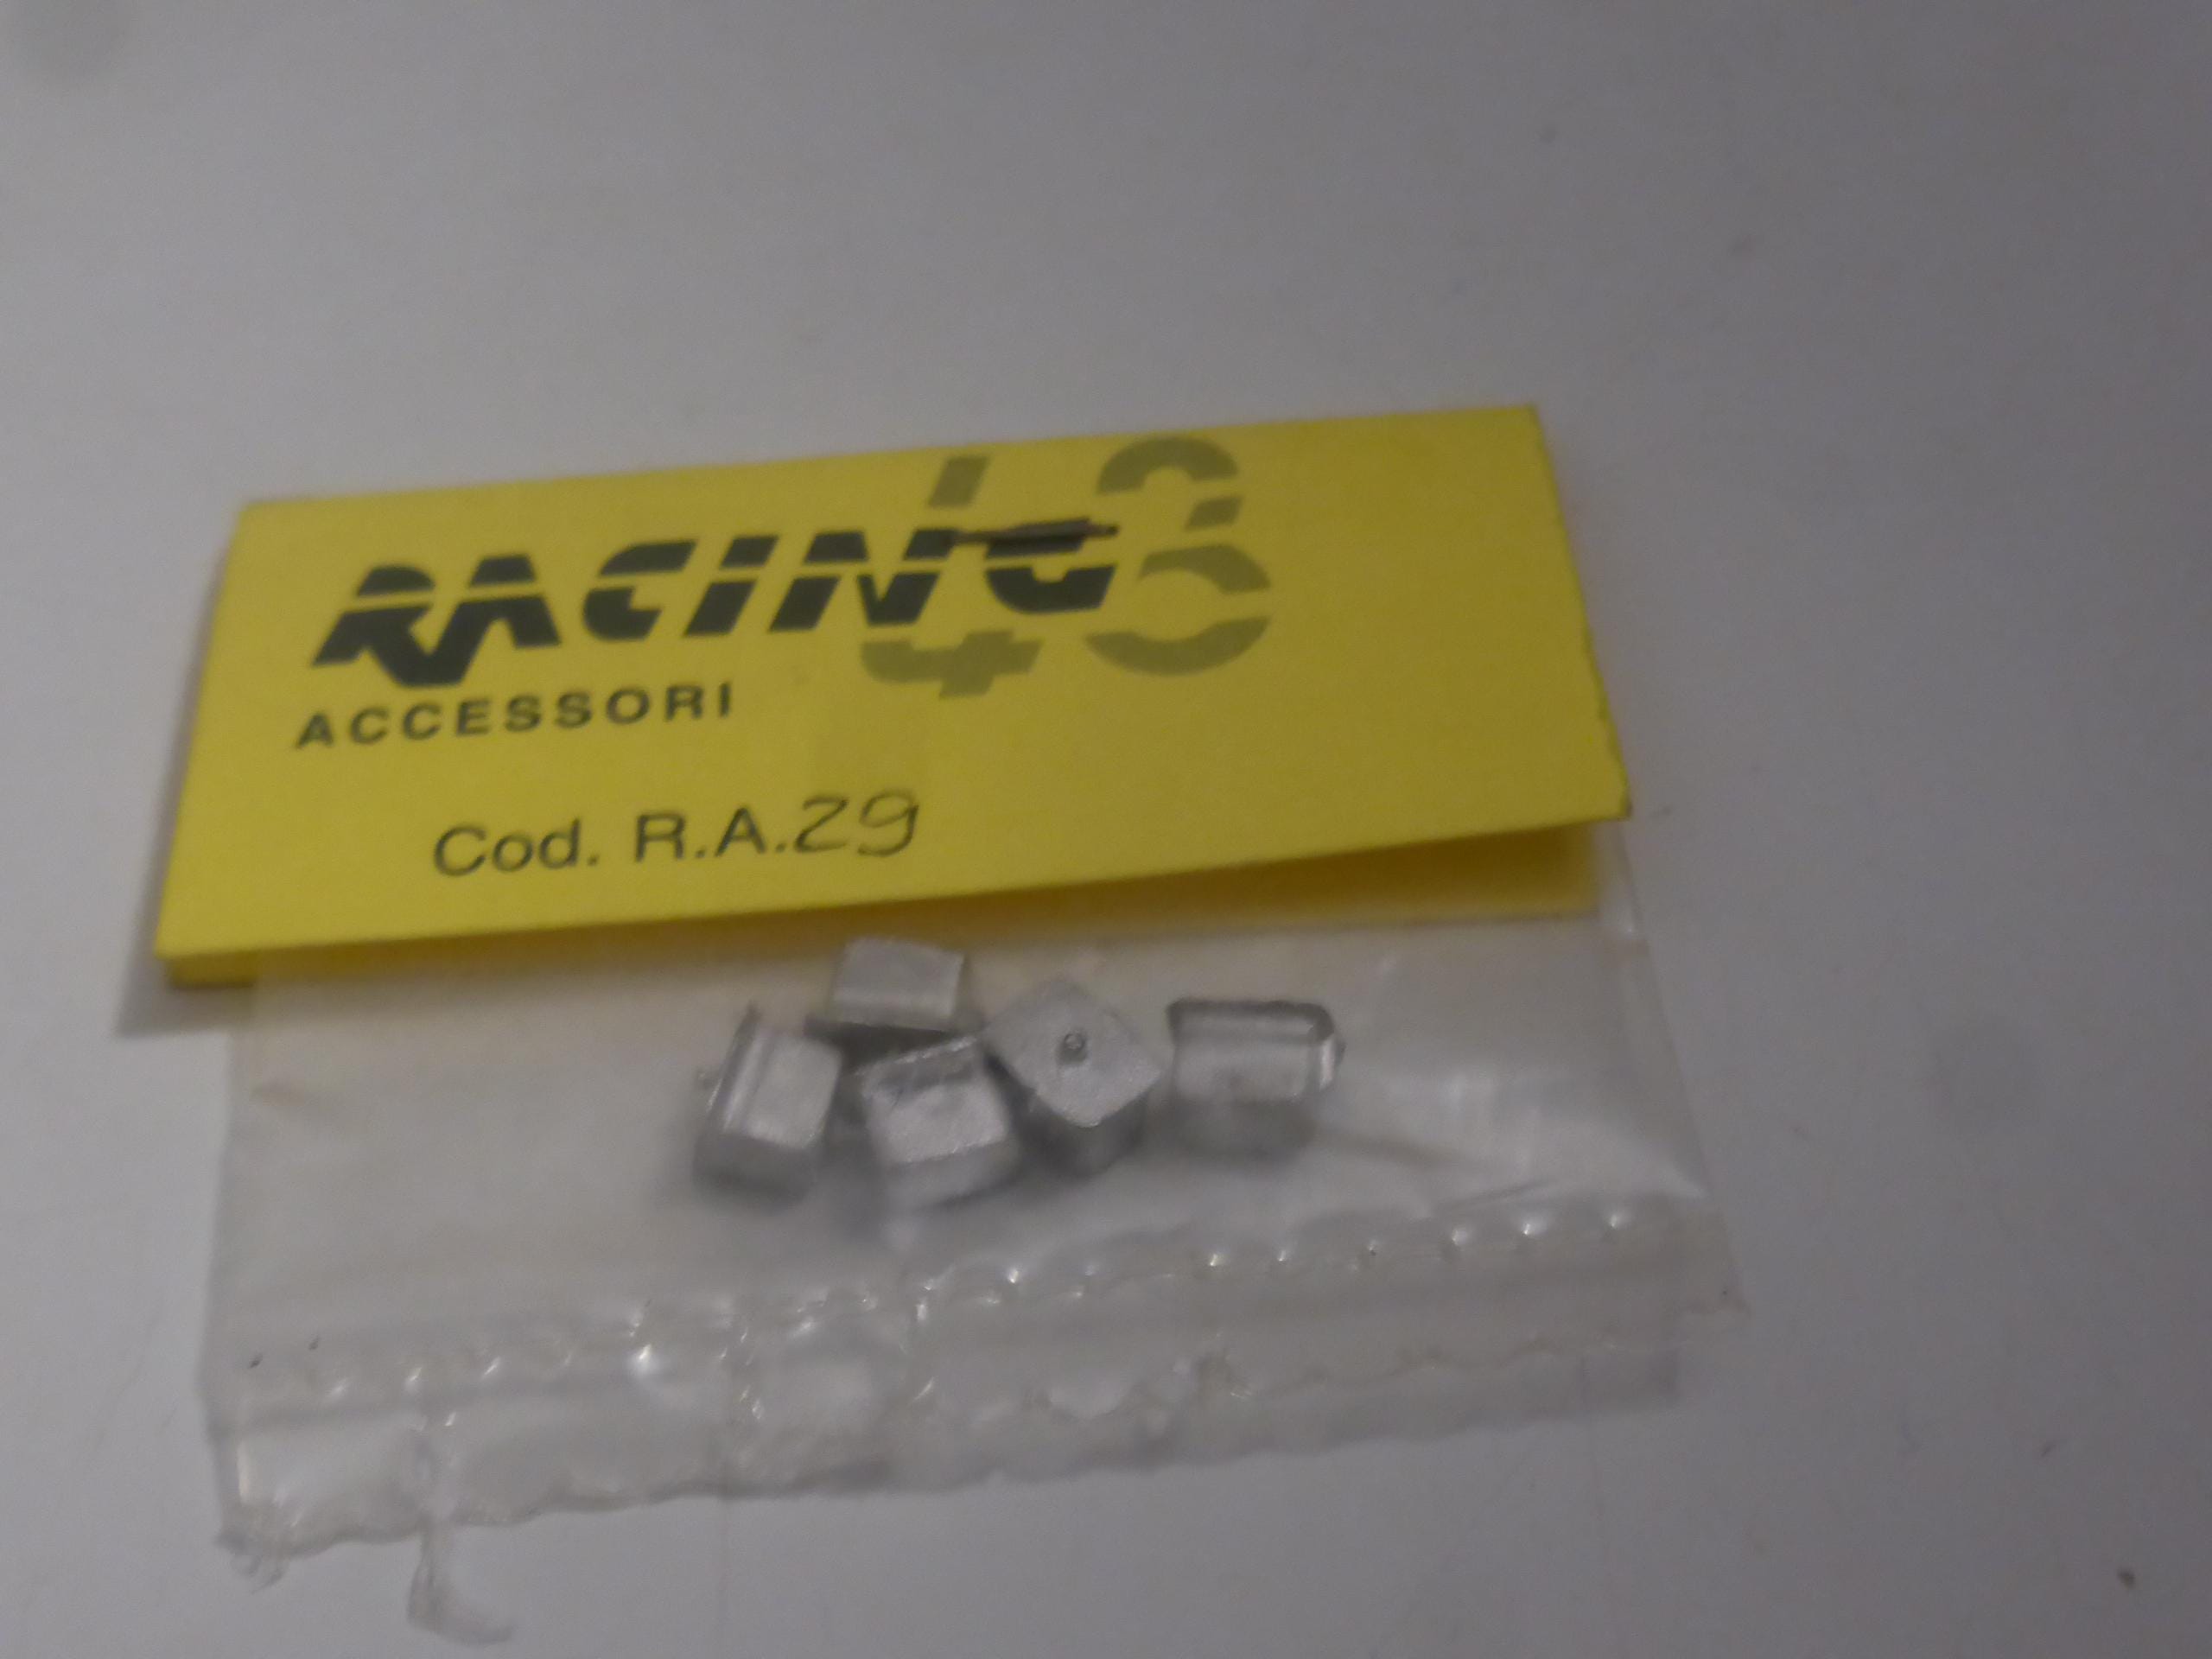 RACING 43
ACCESSORI
Cod. R.A.29